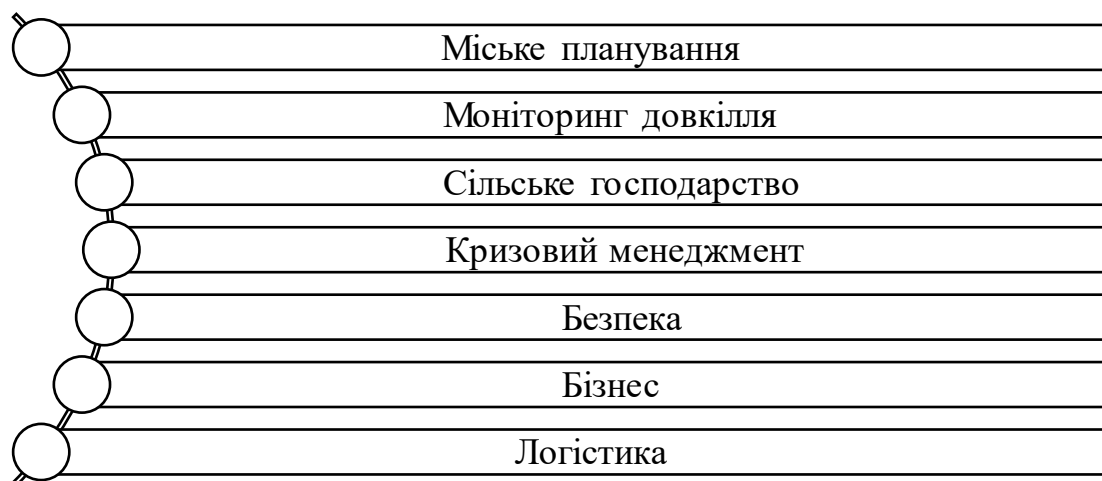 Міське планування
Моніторинг довкілля
Сільське господарство
Кризовий менеджмент
Безпека
Бізнес
Логістика